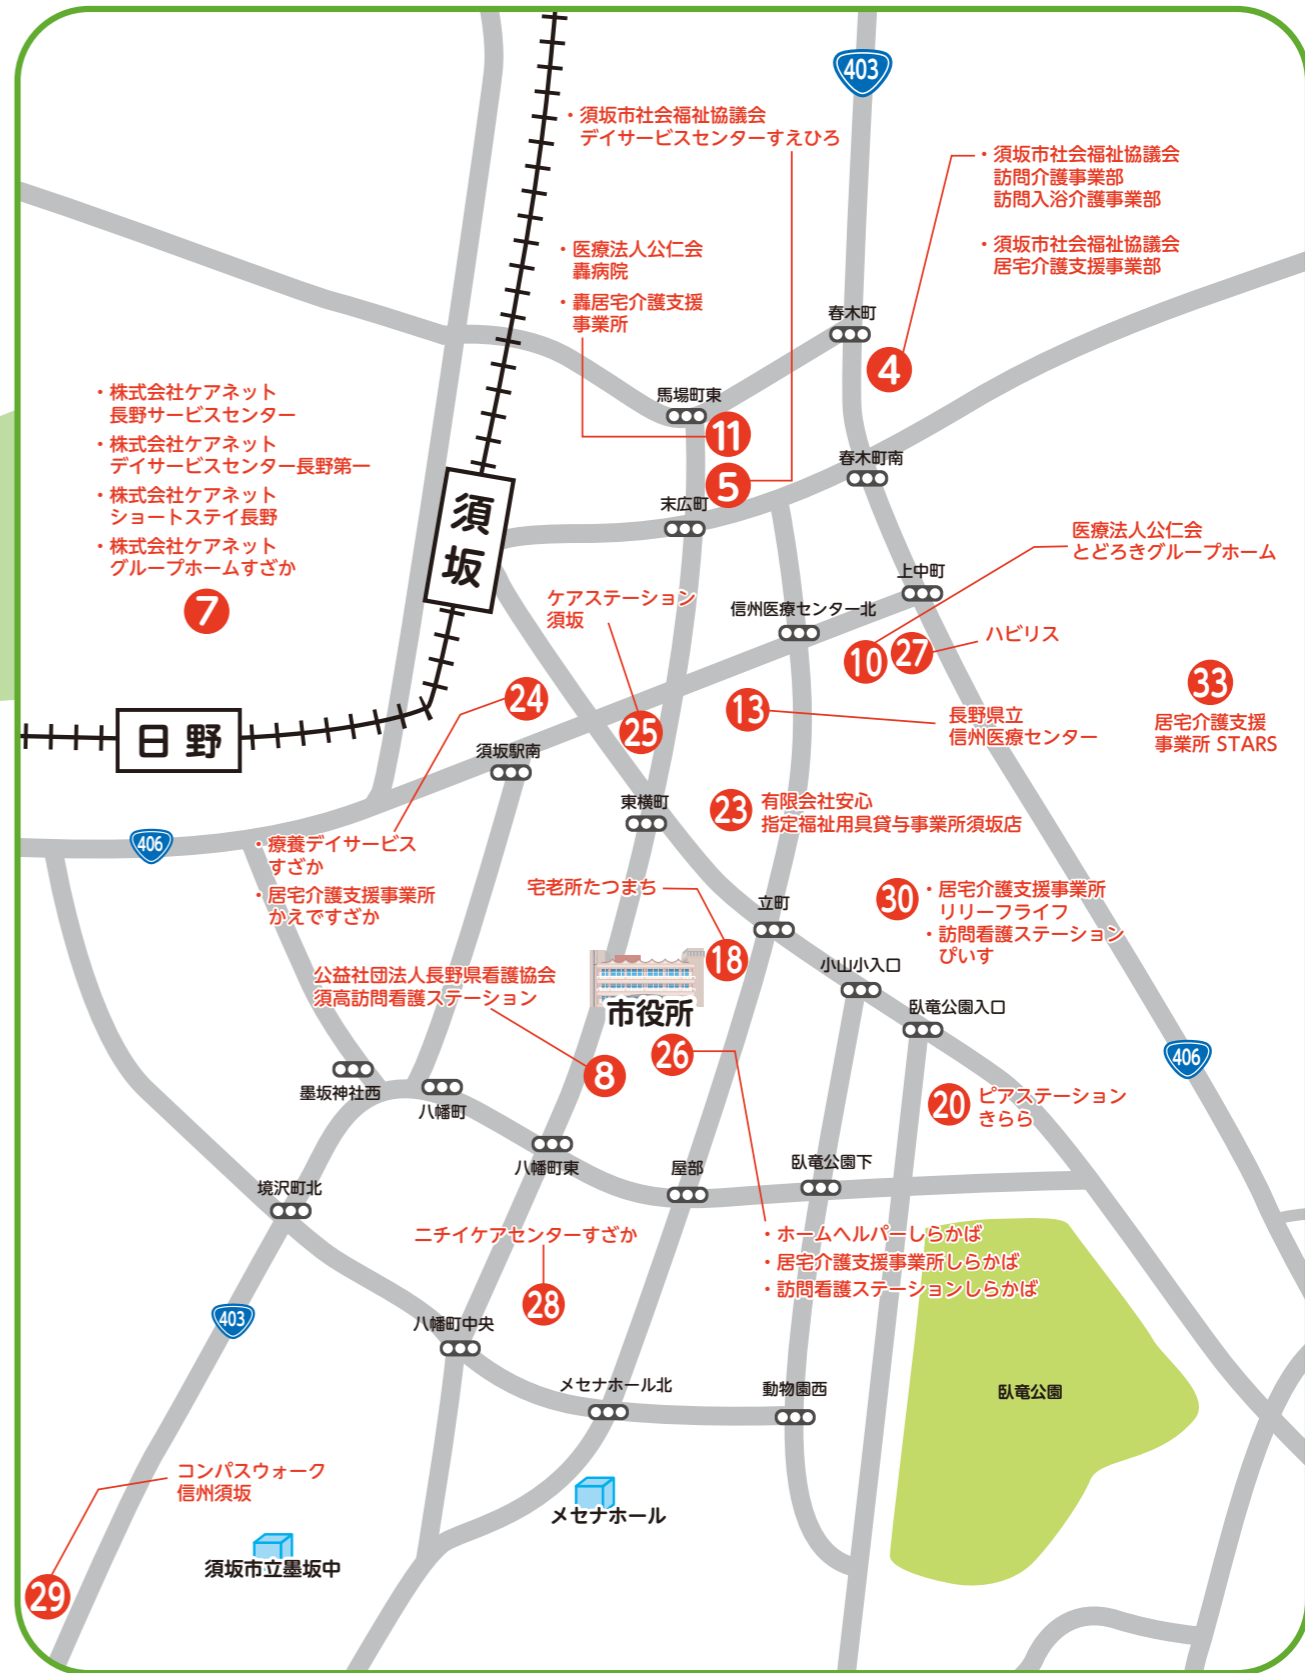 403
・須坂市社会福祉協議会
デイサービスセンターすえひろ
・須坂市社会福祉協議会
訪問介護事業部
訪問入浴介護事業部
・須坂市社会福祉協議会
居宅介護支援事業部
・医療法人公仁会
轟病院
・轟居宅介護支援
事業所
春木町
4
・株式会社ケアネット
長野サービスセンター
・株式会社ケアネット
デイサービスセンター長野第一
・株式会社ケアネット
ショートステイ長野
・株式会社ケアネット
グループホームすざか
7
馬場町東
11
春木町南
5
末広町
須坂
医療法人公仁会
とどろきグループホーム
上中町
ケアステーション
須坂
信州医療センター北
ハビリス
10
27
33
居宅介護支援
事業所 STARS
24
13
長野県立
信州医療センター
25
日野
須坂駅南
東横町
23
有限会社安心
指定福祉用具貸与事業所須坂店
406
・療養デイサービス
すざか
・居宅介護支援事業所
かえですざか
宅老所たつまち
立町
30
・居宅介護支援事業所
リリーフライフ
・訪問看護ステーション
ぴいす
18
小山小入口
公益社団法人長野県看護協会
須高訪問看護ステーション
市役所
臥竜公園入口
26
8
406
墨坂神社西
八幡町
20
ピアステーション
きらら
八幡町東
屋部
臥竜公園下
境沢町北
ニチイケアセンターすざか
・ホームヘルパーしらかば
・居宅介護支援事業所しらかば
・訪問看護ステーションしらかば
28
403
八幡町中央
メセナホール北
動物園西
臥竜公園
コンパスウォーク
信州須坂
メセナホール
須坂市立墨坂中
29